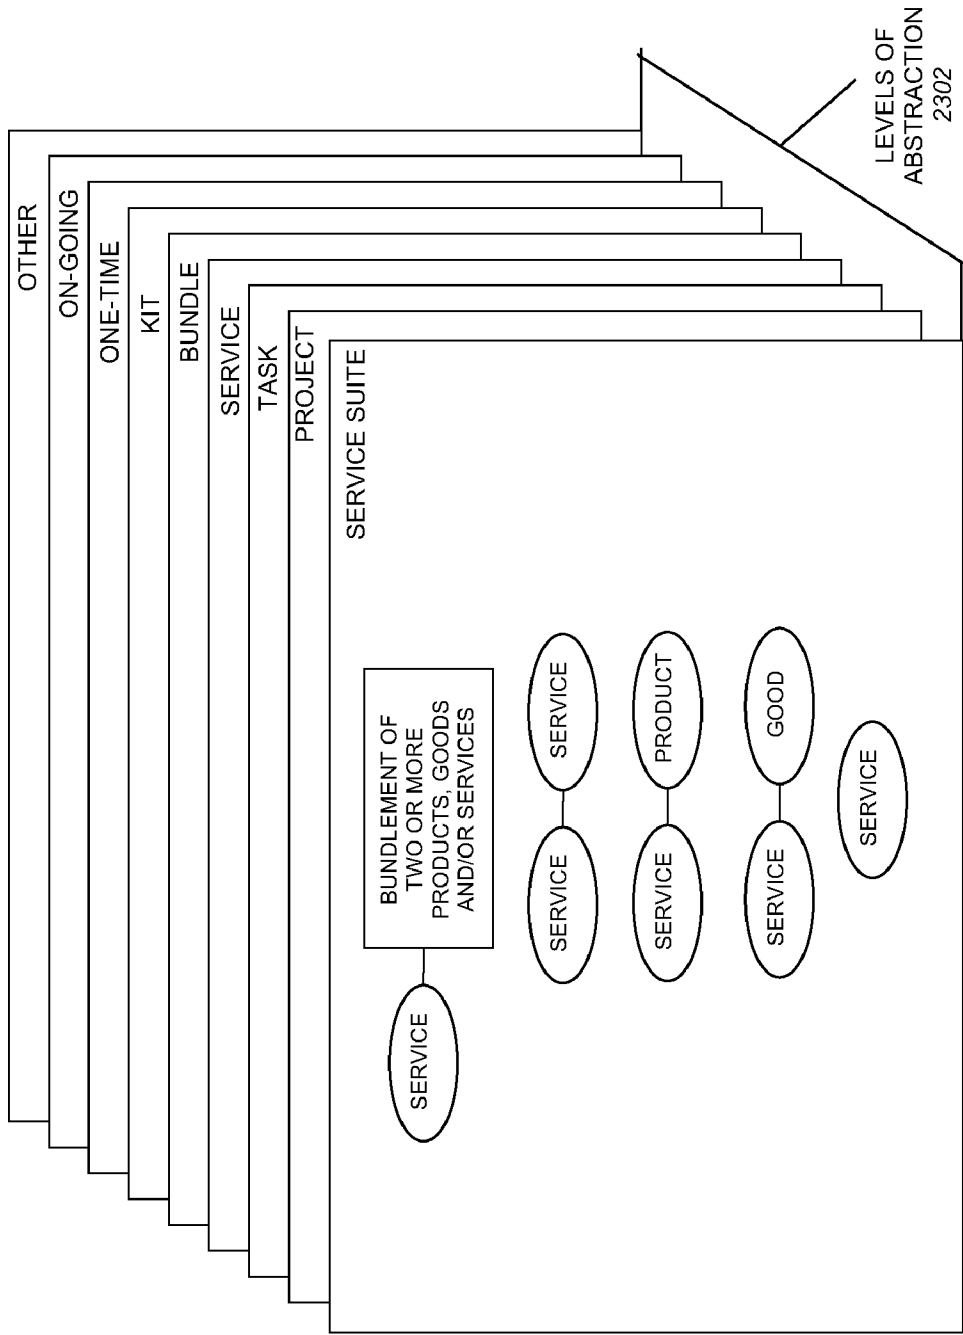 OTHER
ON-GOING
ONE-TIME
KIT
BUNDLE
SERVICE
TASK
PROJECT
SERVICE SUITE
SERVICE
BUNDLEMENT OF
TWO OR MORE
PRODUCTS, GOODS
AND/OR SERVICES
SERVICE
SERVICE
SERVICE
PRODUCT
SERVICE
GOOD
SERVICE
LEVELS OF
ABSTRACTION
2302